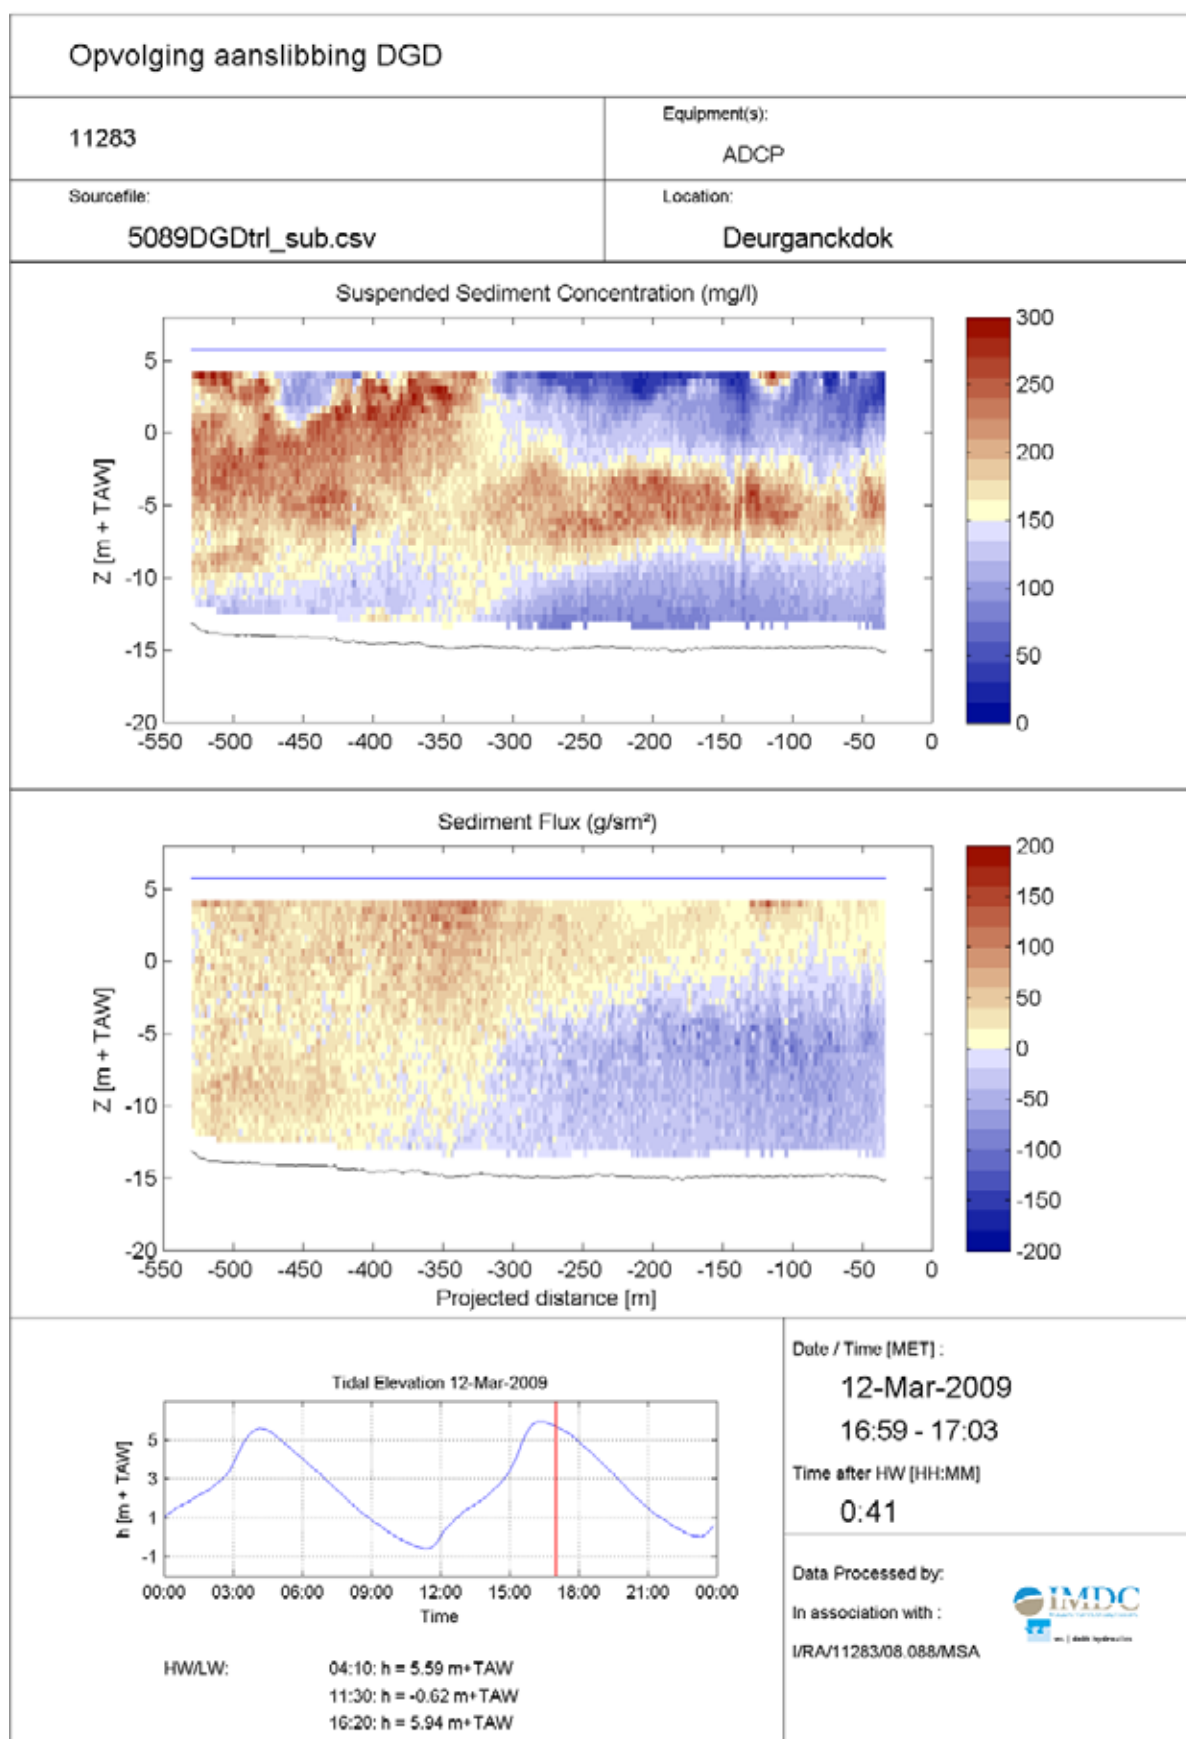 Opvolging aanslibbing DGD
11283
Equipment(s):
ADCP
Sourcefile:
5089DGDtrl_sub.csv
Location:
Deurganckdok
Suspended Sediment Concentration (mg/l)
5
0
-5
-10
-15
-20
Z [m + TAW]
-550 -500 -450 -400 -350 -300 -250 -200 -150 -100 -50 0
300
250
200
150
100
50
0
Sediment Flux (g/sm²)
5
0
-5
-10
-15
-20
Z [m + TAW]
-550 -500 -450 -400 -350 -300 -250 -200 -150 -100 -50 0
Projected distance [m]
200
150
100
50
0
-50
-100
-150
-200
Tidal Elevation 12-Mar-2009
5
3
1
-1
h [m + TAW]
00:00 03:00 06:00 09:00 12:00 15:00 18:00 21:00 00:00
Time
HW/LW:
04:10: h = 5.59 m+TAW
11:30: h = -0.62 m+TAW
16:20: h = 5.94 m+TAW
Date / Time [MET] :
12-Mar-2009
16:59 - 17:03
Time after HW [HH:MM]
0:41
Data Processed by:
In association with :
I/RA/11283/08.088/MSA
IMDC
wl | delft hydraulics